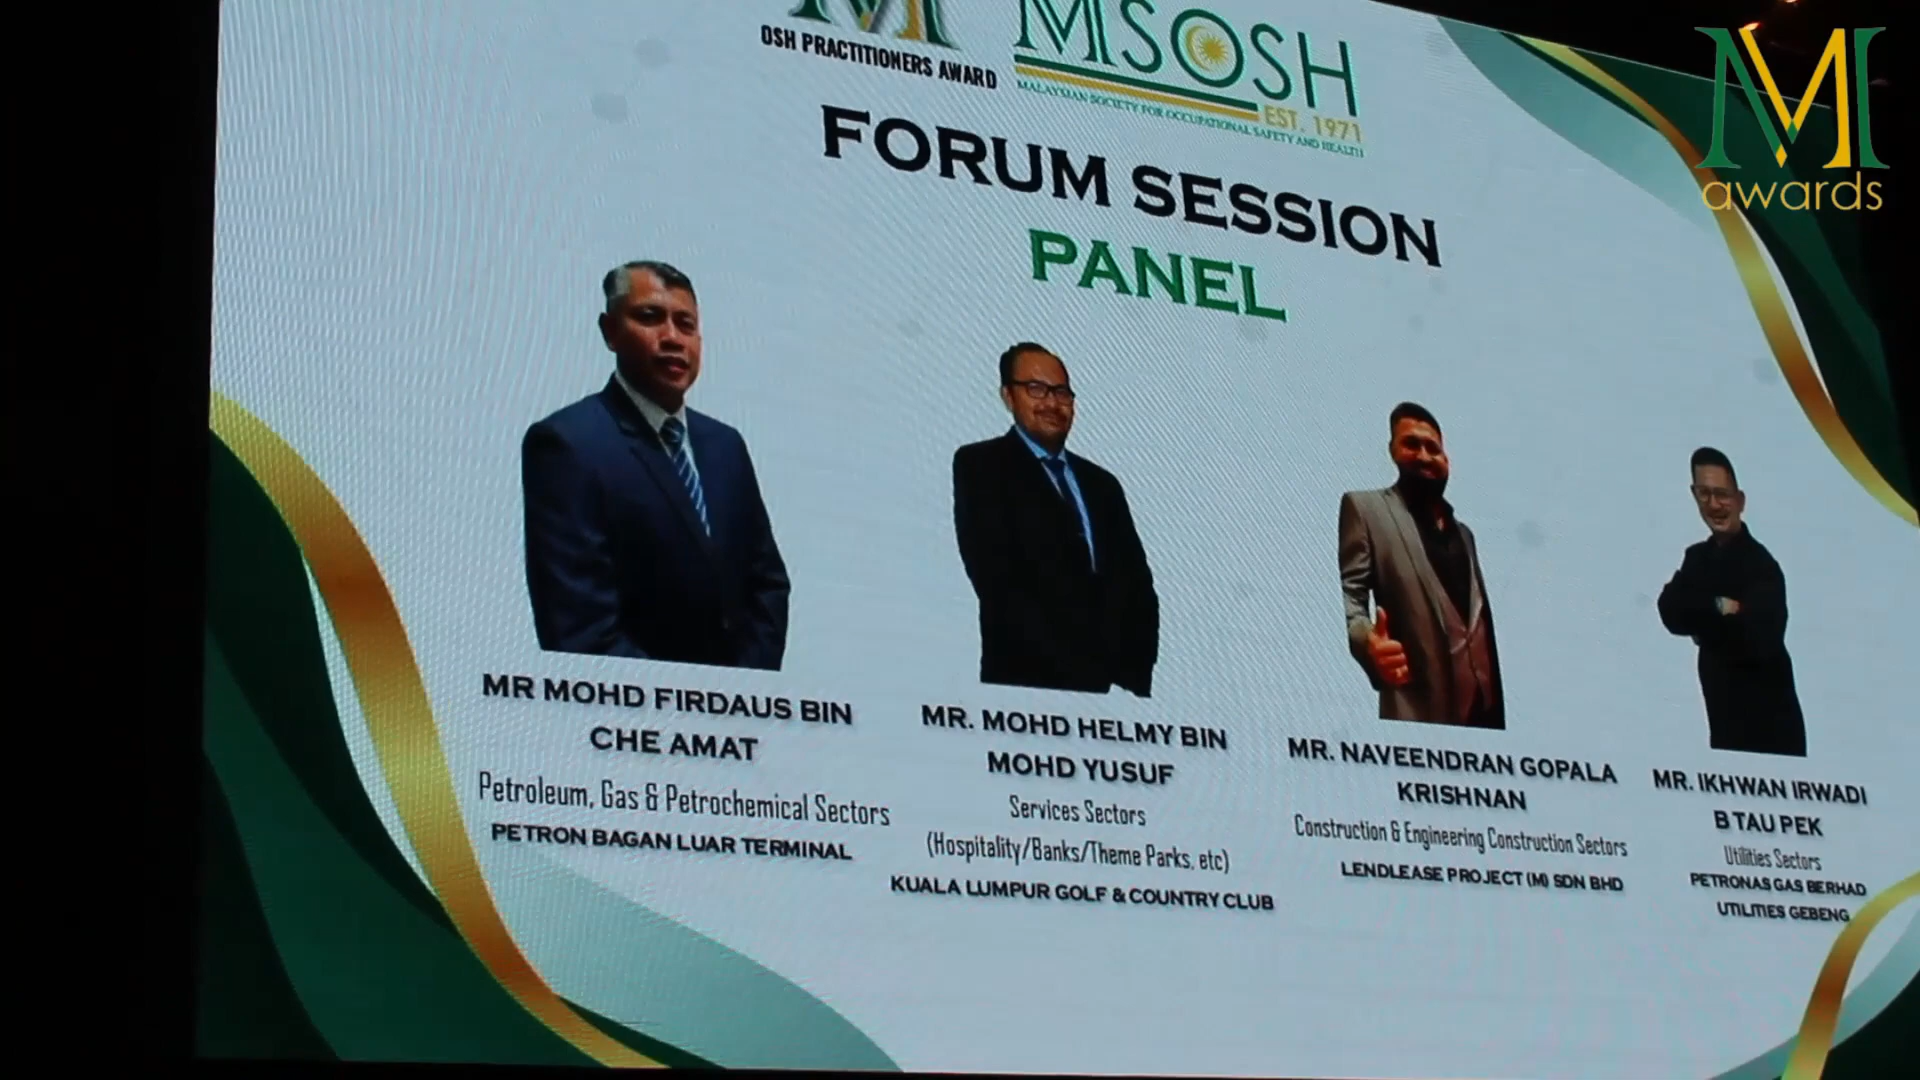 OSH PRACTITIONERS AWARD
MSOSH
MALAYSIAN SOCIETY FOR OCCUPATIONAL SAFETY AND HEALTH
EST. 1971
M
awards
FORUM SESSION
PANEL
MR MOHD FIRDAUS BIN
CHE AMAT
Petroleum, Gas & Petrochemical Sectors
PETRON BAGAN LUAR TERMINAL
MR. MOHD HELMY BIN
MOHD YUSUF
Services Sectors
(Hospitality/Banks/Theme Parks, etc)
KUALA LUMPUR GOLF & COUNTRY CLUB
MR. NAVEENDRAN GOPALA
KRISHNAN
Construction & Engineering Construction Sectors
LENDLEASE PROJECT (M) SDN BHD
MR. IKHWAN IRWADI
B TAU PEK
Utilities Sectors
PETRONAS GAS BERHAD
UTILITIES GEBENG